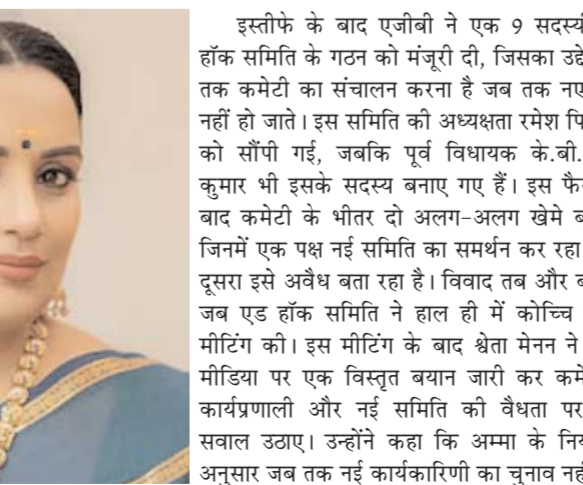 इस्तीफे के बाद एजीबी ने एक 9 सदस्यी
हॉक समिति के गठन को मंजूरी दी, जिसका उद्दे
तक कमेटी का संचालन करना है जब तक नए
नहीं हो जाते। इस समिति की अध्यक्षता रमेश पि
को सौंपी गई, जबकि पूर्व विधायक के.बी.
कुमार भी इसके सदस्य बनाए गए हैं। इस फै
बाद कमेटी के भीतर दो अलग-अलग खेमे ब
जिनमें एक पक्ष नई समिति का समर्थन कर रहा
दूसरा इसे अवैध बता रहा है। विवाद तब और ब
जब एड हॉक समिति ने हाल ही में कोच्चि
मीटिंग की। इस मीटिंग के बाद श्वेता मेनन ने
मीडिया पर एक विस्तृत बयान जारी कर कमे
कार्यप्रणाली और नई समिति की वैधता पर
सवाल उठाए। उन्होंने कहा कि अम्मा के निय
अनुसार जब तक नई कार्यकारिणी का चुनाव नहीं